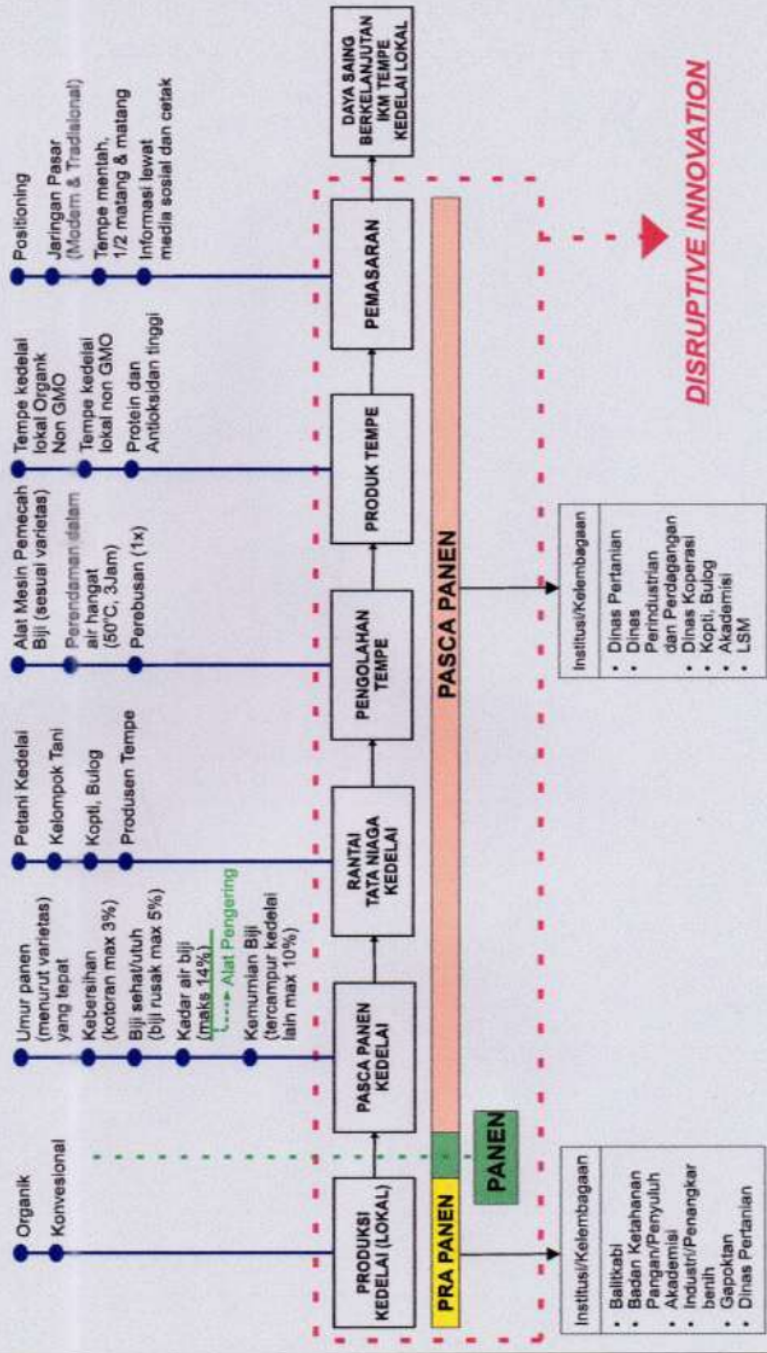 Organik
Konvesional
Umur panen
(menurut varietas)
yang tepat
Kebersihan
(kotoran max 3%)
Biji sehat/utuh
(biji rusak max 5%)
Kadar air biji
(maks 14%)
Alat Pengering
Kemurnian Biji
(tercampur kedelai
lain max 10%)
Petani Kedelai
Kelompok Tani
Kopti, Bulog
Produsen Tempe
Alat Mesin Pemecah
Biji (sesuai varietas)
Perendaman dalam
air hangat
(50°C, 3Jam)
Perebusan (1x)
Tempe kedelai
lokal Organik
Non GMO
Tempe kedelai
lokal non GMO
Protein dan
Antioksidan tinggi
Positioning
Jaringan Pasar
(Modern & Tradisional)
Tempe mentah,
1/2 matang & matang
Informasi lewat
media sosial dan cetak
PRODUKSI
KEDELAI (LOKAL)
PASCA PANEN
KEDELAI
RANTAI
TATA NIAGA
KEDELAI
PENGOLAHAN
TEMPE
PRODUK TEMPE
PEMASARAN
DAYA SAING
BERKELANJUTAN
IKM TEMPE
KEDELAI LOKAL
PRA PANEN
PANEN
PASCA PANEN
Institusi/Kelembagaan
• Balitkabi
• Badan Ketahanan
Pangan/Penyuluh
• Akademisi
• Industri/Penangkar
benih
• Gapoktan
• Dinas Pertanian
Institusi/Kelembagaan
• Dinas Pertanian
• Dinas
Perindustrian
dan Perdagangan
• Dinas Koperasi
• Kopti, Bulog
• Akademisi
• LSM
DISRUPTIVE INNOVATION